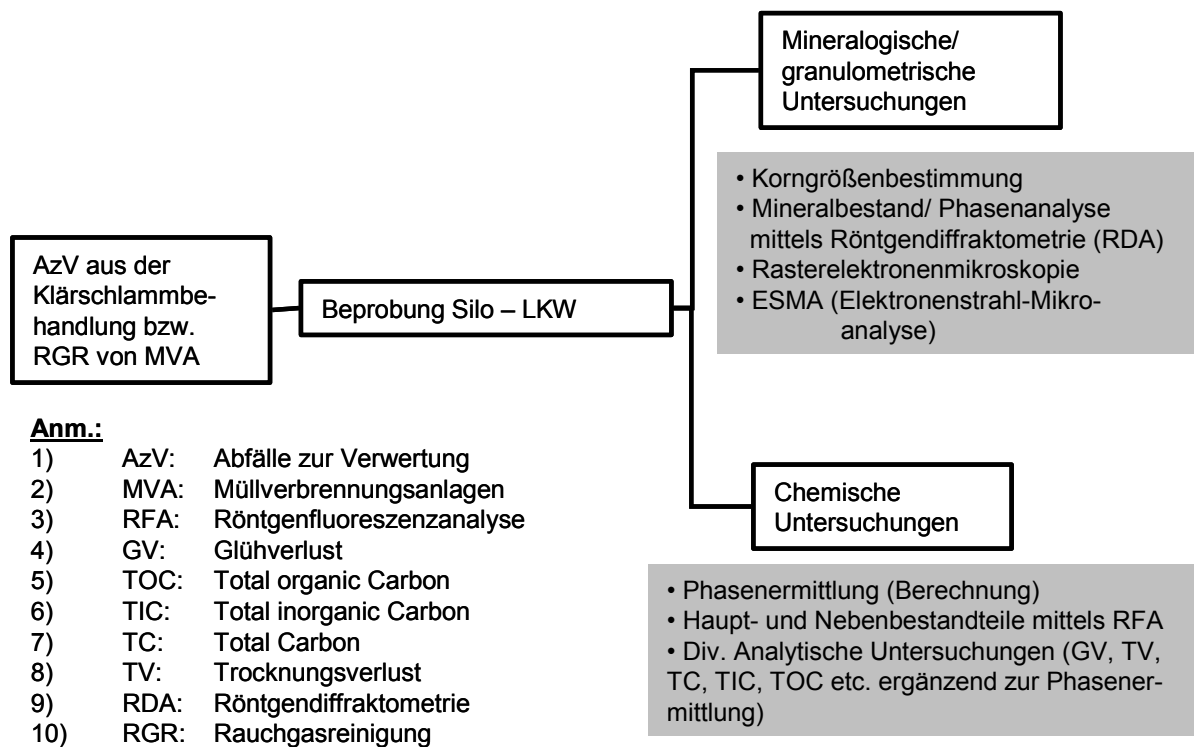 Mineralogische/
granulometrische
Untersuchungen
• Korngrößenbestimmung
• Mineralbestand/ Phasenanalyse
mittels Röntgendiffraktometrie (RDA)
• Rasterelektronenmikroskopie
• ESMA (Elektronenstrahl-Mikro-
analyse)
AzV aus der
Klärschlammbe-
handlung bzw.
RGR von MVA
Beprobung Silo – LKW
Anm.:
1) AzV: Abfälle zur Verwertung
2) MVA: Müllverbrennungsanlagen
3) RFA: Röntgenfluoreszenzanalyse
4) GV: Glühverlust
5) TOC: Total organic Carbon
6) TIC: Total inorganic Carbon
7) TC: Total Carbon
8) TV: Trocknungsverlust
9) RDA: Röntgendiffraktometrie
10) RGR: Rauchgasreinigung
Chemische
Untersuchungen
• Phasenermittlung (Berechnung)
• Haupt- und Nebenbestandteile mittels RFA
• Div. Analytische Untersuchungen (GV, TV,
TC, TIC, TOC etc. ergänzend zur Phasener-
mittlung)